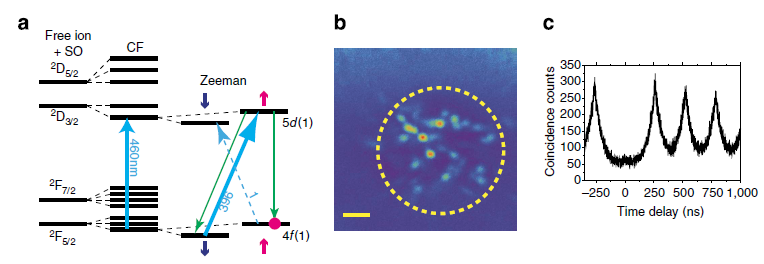 a
Free ion
+ SO
CF
²D₅/₂
²D₃/₂
Zeeman
5d(1)
460nm
396
1
²F₇/₂
²F₅/₂
4f(1)
b
c
Coincidence counts
350
300
250
200
150
100
50
0
−250 0 250 500 750 1,000
Time delay (ns)